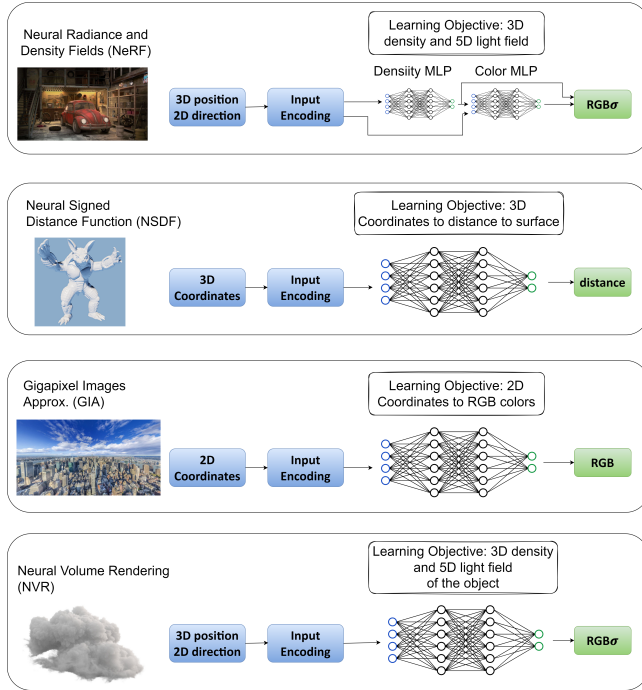 Neural Radiance and
Density Fields (NeRF)
Learning Objective: 3D
density and 5D light field
Densiity MLP
Color MLP
3D position
2D direction
Input
Encoding
RGBσ
Neural Signed
Distance Function (NSDF)
Learning Objective: 3D
Coordinates to distance to surface
3D
Coordinates
Input
Encoding
distance
Gigapixel Images
Approx. (GIA)
Learning Objective: 2D
Coordinates to RGB colors
2D
Coordinates
Input
Encoding
RGB
Neural Volume Rendering
(NVR)
Learning Objective: 3D density
and 5D light field
of the object
3D position
2D direction
Input
Encoding
RGBσ